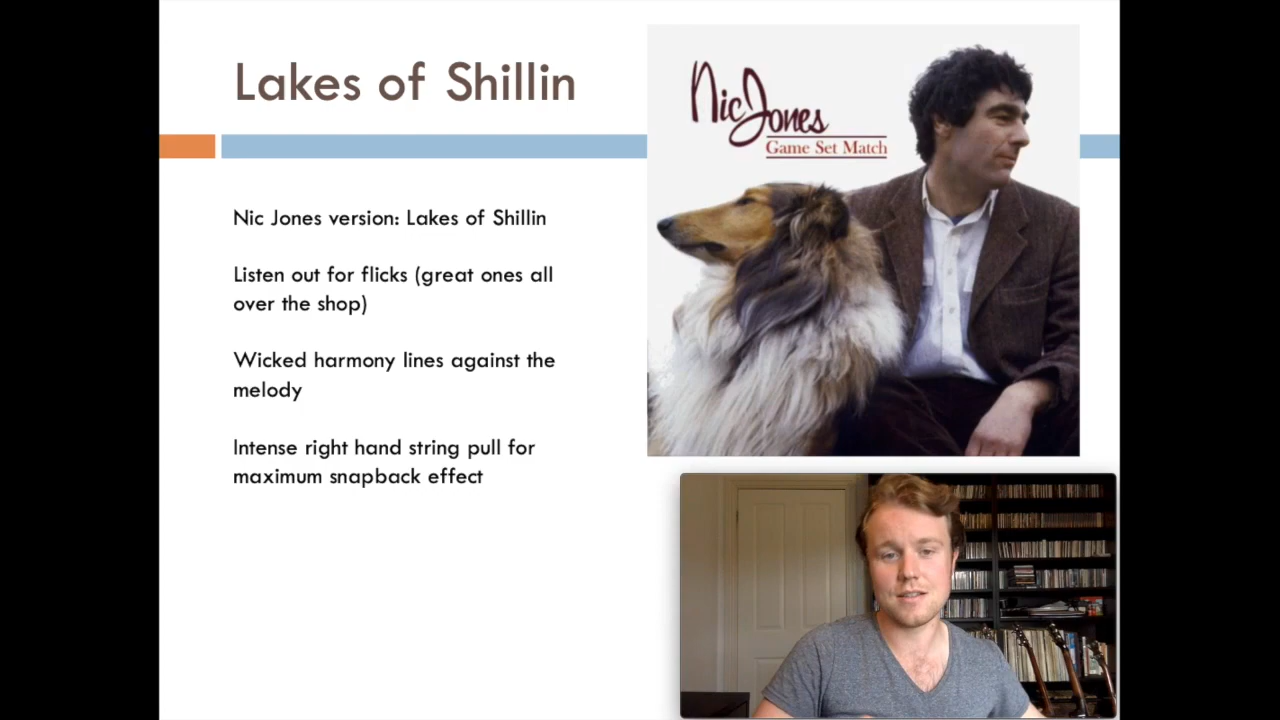 Lakes of Shillin
Nic Jones
Game Set Match
Nic Jones version: Lakes of Shillin
Listen out for flicks (great ones all
over the shop)
Wicked harmony lines against the
melody
Intense right hand string pull for
maximum snapback effect